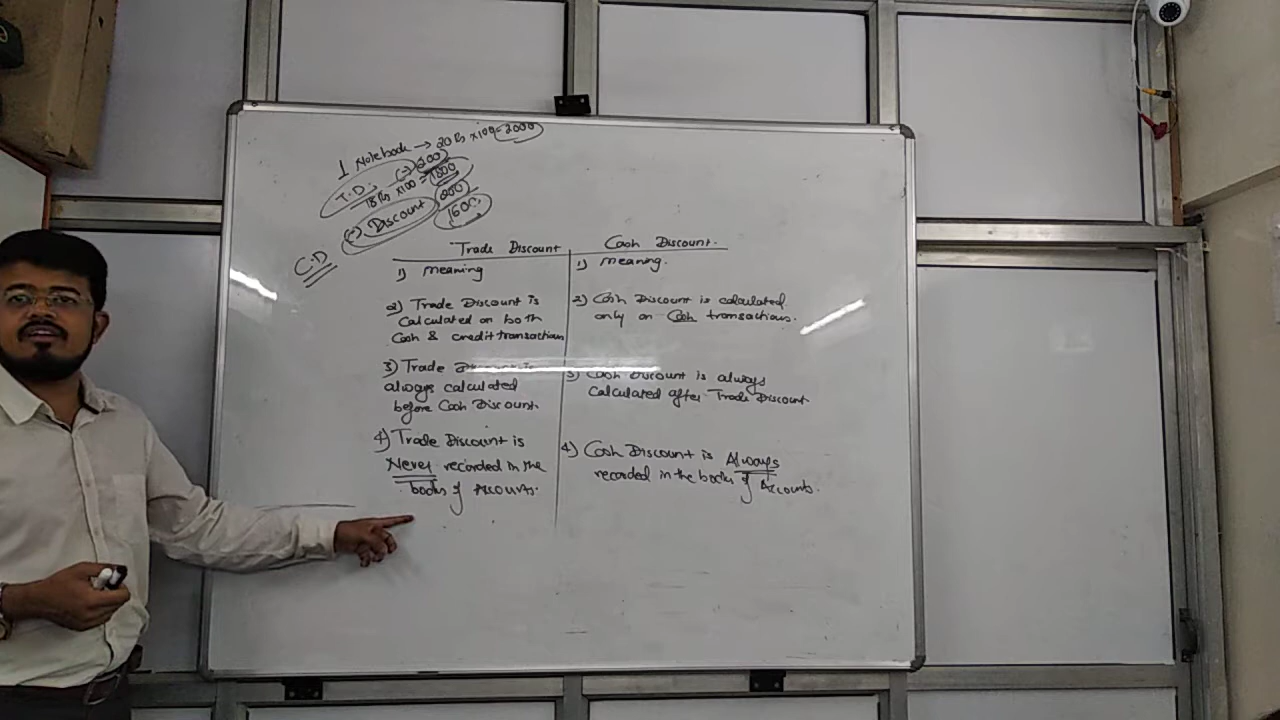 1 Notebook → 20 Rs x 100 = 2000
T.D. (-) 200
18 Rs x 100 = 1800
(-) Discount 200
1600
C.D
Trade Discount
1) Meaning
2) Trade Discount is
Calculated on both
Cash & credit transactions
3) Trade
always calculated
before Cash Discount.
4) Trade Discount is
Never recorded in the
books of Accounts.
Cash Discount.
1) Meaning.
2) Cash Discount is calculated
only on Cash transactions.
3) Cash Discount is always
Calculated after Trade Discount
4) Cash Discount is Always
recorded in the books of Accounts.